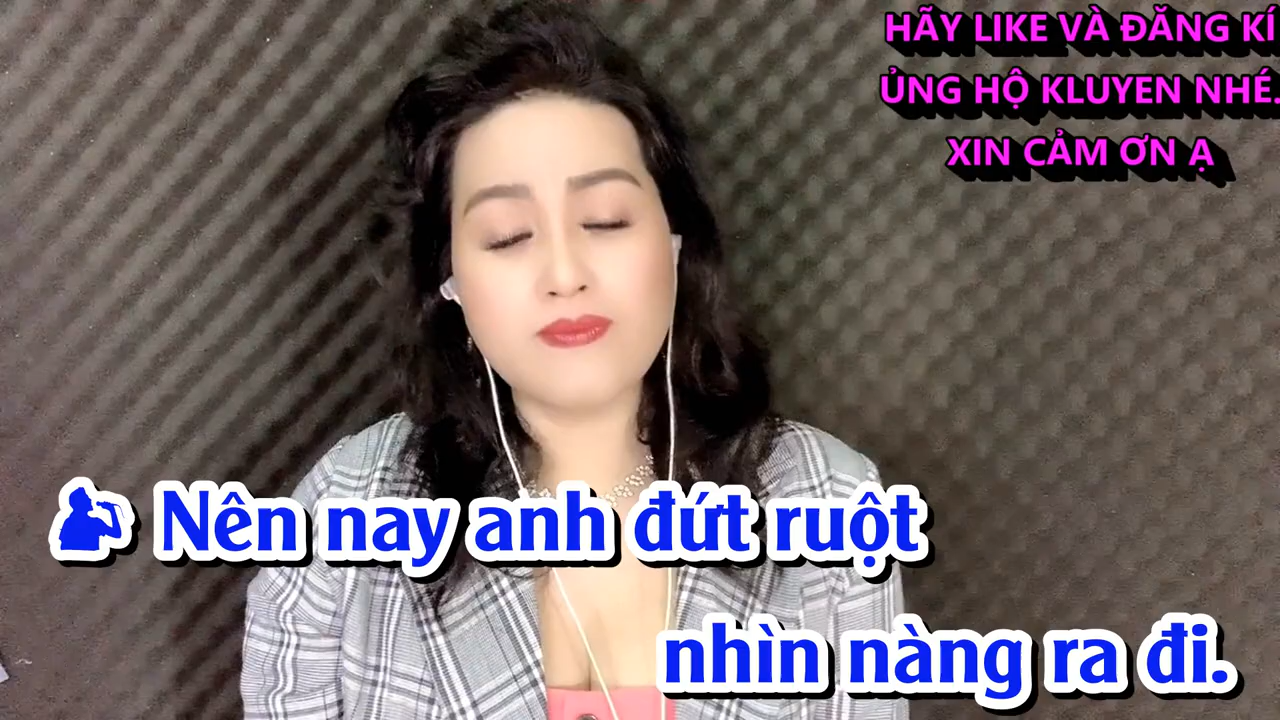 HÃY LIKE VÀ ĐĂNG KÍ
ỦNG HỘ KLUYEN NHÉ.
XIN CẢM ƠN Ạ
Nên nay anh đứt ruột
nhìn nàng ra đi.